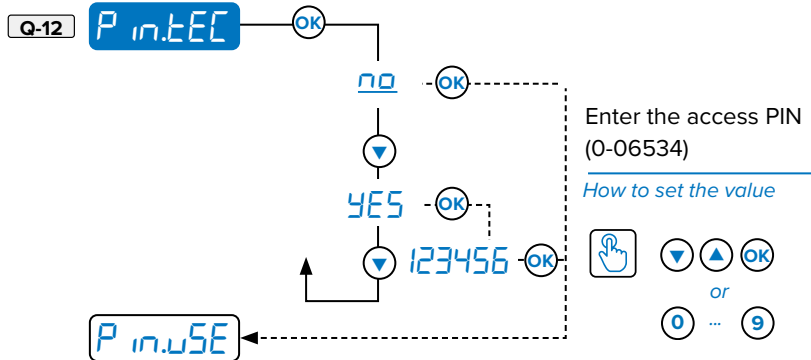 Q-12 P in.tEC OK
no OK
Enter the access PIN
(0-06534)
How to set the value
YES OK
123456 OK
OK
or
0 ... 9
P in.uSE